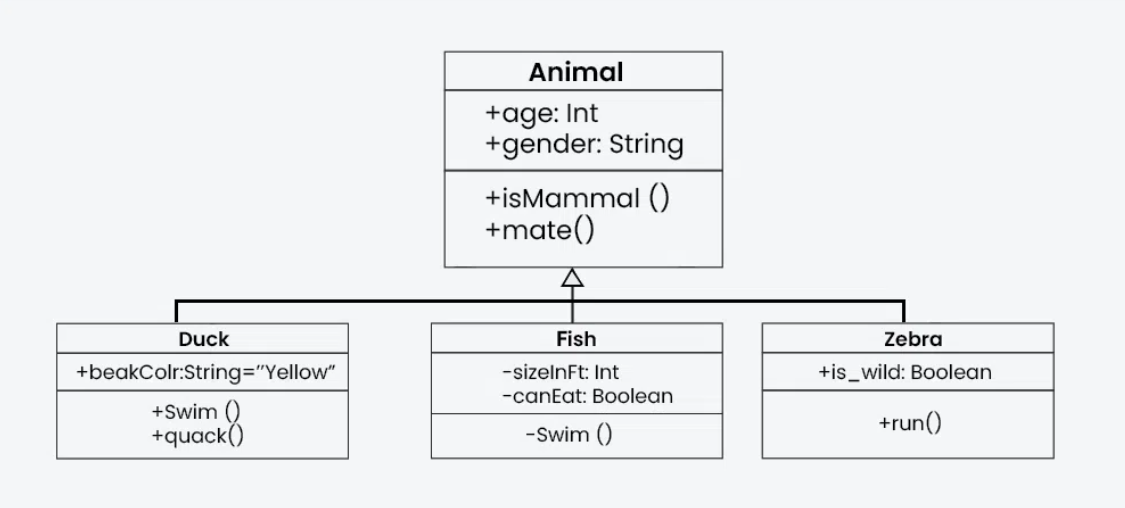 Animal
+age: Int
+gender: String
+isMammal ()
+mate()
Duck
+beakColr:String=”Yellow”
+Swim ()
+quack()
Fish
-sizeInFt: Int
-canEat: Boolean
-Swim ()
Zebra
+is_wild: Boolean
+run()